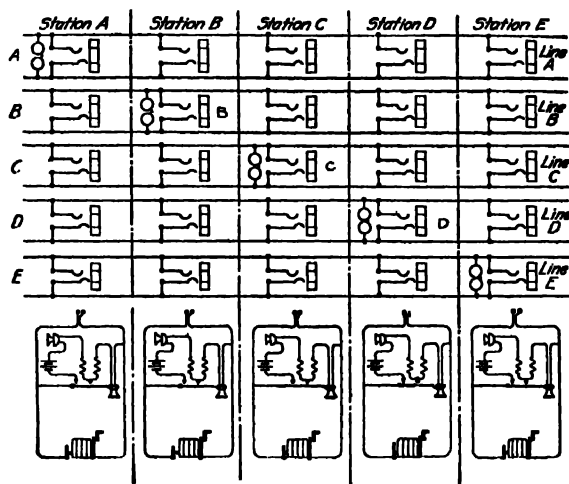 Station A Station B Station C Station D Station E
A Line A
B B Line B
C C Line C
D D Line D
E Line E